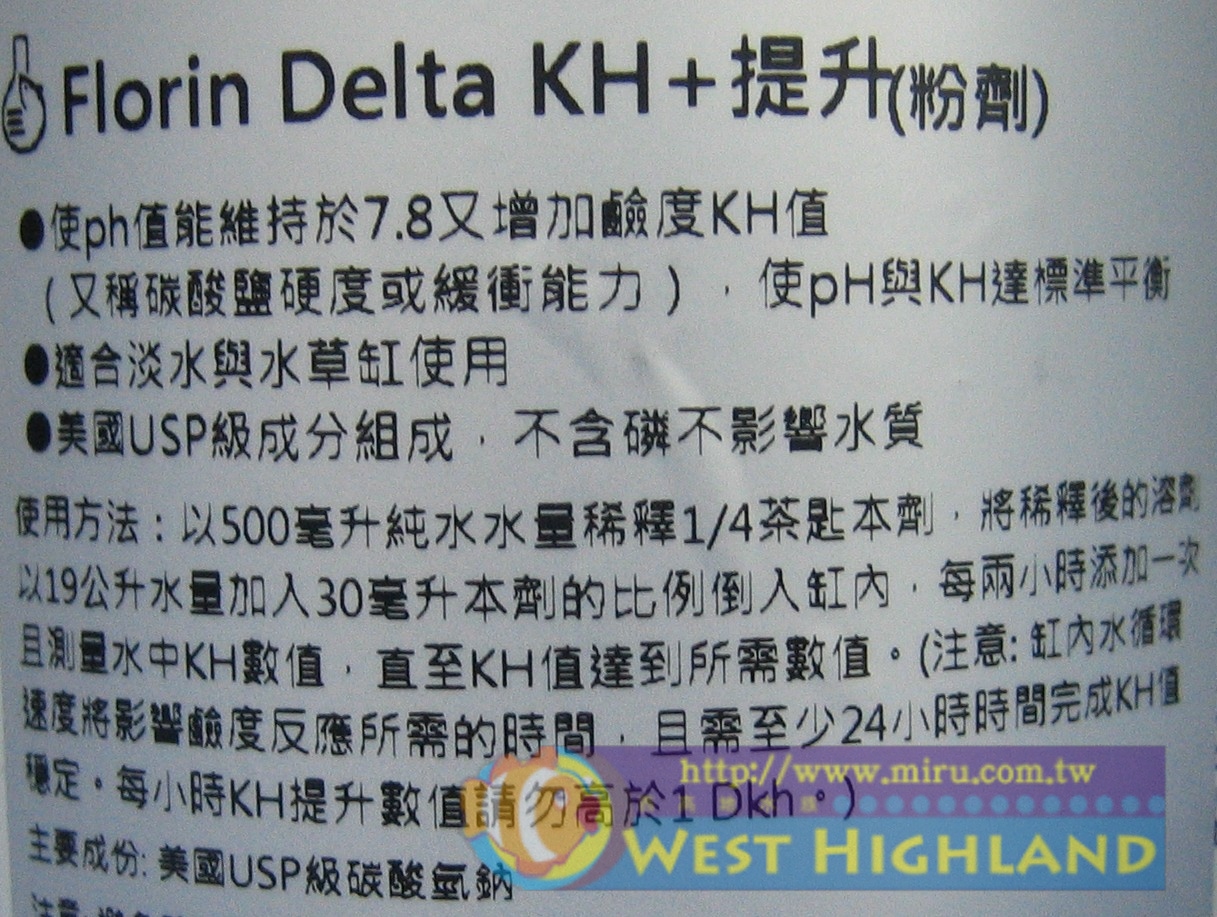 Florin Delta KH+提升(粉劑)
●使ph值能維持於7.8又增加鹼度KH值
(又稱碳酸鹽硬度或緩衝能力)，使pH與KH達標準平衡
●適合淡水與水草缸使用
●美國USP級成分組成，不含磷不影響水質
使用方法：以500毫升純水水量稀釋1/4茶匙本劑，將稀釋後的溶劑
以19公升水量加入30毫升本劑的比例倒入缸內，每兩小時添加一次
且測量水中KH數值，直至KH值達到所需數值。(注意: 缸內水循環
速度將影響鹼度反應所需的時間，且需至少24小時時間完成KH值
穩定。每小時KH提升數值請勿高於1 Dkh。)
http://www.miru.com.tw
WEST HIGHLAND
主要成份: 美國USP級碳酸氫鈉